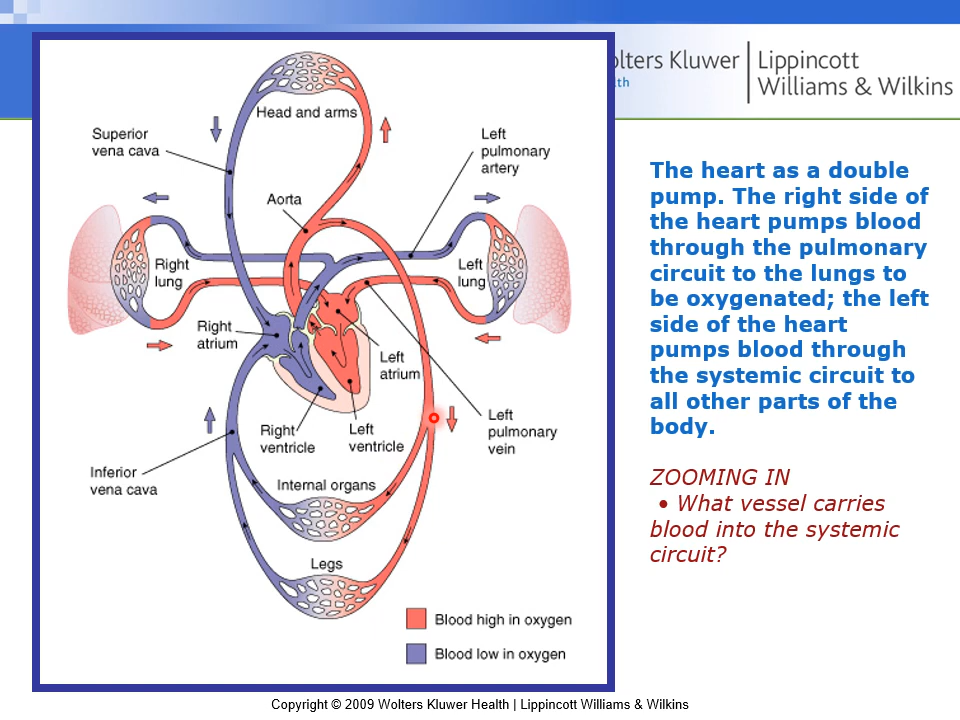 olters Kluwer
lth
Lippincott
Williams & Wilkins
Head and arms
Superior
vena cava
Left
pulmonary
artery
Aorta
Right
lung
Left
lung
Right
atrium
Left
atrium
Right
ventricle
Left
ventricle
Left
pulmonary
vein
Inferior
vena cava
Internal organs
Legs
Blood high in oxygen
Blood low in oxygen
The heart as a double
pump. The right side of
the heart pumps blood
through the pulmonary
circuit to the lungs to
be oxygenated; the left
side of the heart
pumps blood through
the systemic circuit to
all other parts of the
body.
ZOOMING IN
• What vessel carries
blood into the systemic
circuit?
Copyright © 2009 Wolters Kluwer Health | Lippincott Williams & Wilkins